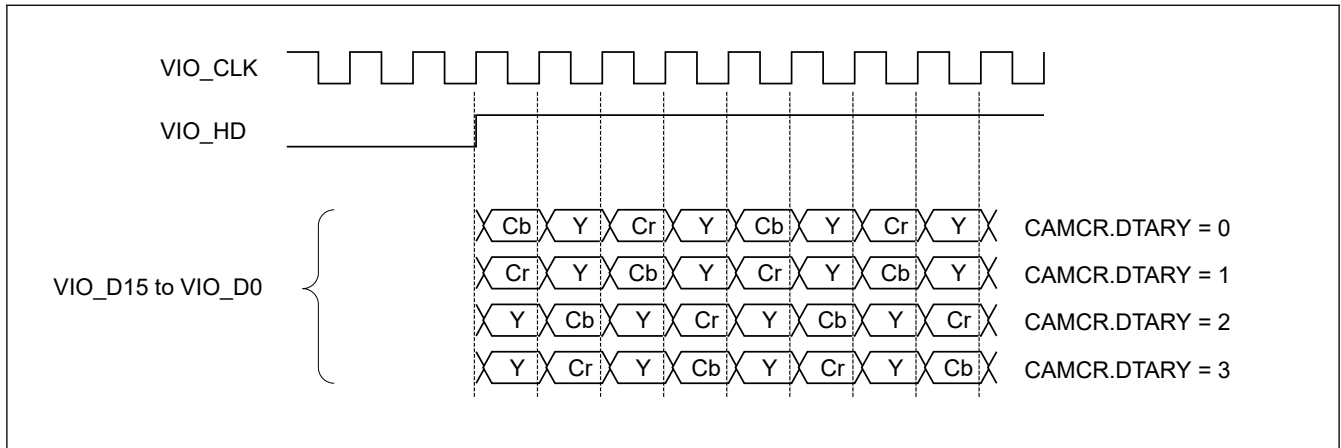 VIO_CLK
VIO_HD
Cb Y Cr Y Cb Y Cr Y CAMCR.DTARY = 0
Cr Y Cb Y Cr Y Cb Y CAMCR.DTARY = 1
VIO_D15 to VIO_D0
Y Cb Y Cr Y Cb Y Cr CAMCR.DTARY = 2
Y Cr Y Cb Y Cr Y Cb CAMCR.DTARY = 3